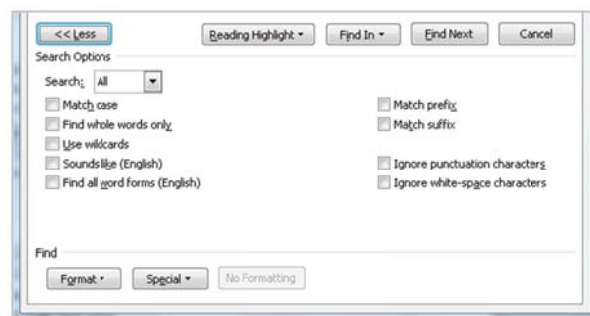 << Less Reading Highlight Find In Find Next Cancel
Search Options
Search: All
Match case Match prefix
Find whole words only Match suffix
Use wildcards
Sounds like (English) Ignore punctuation characters
Find all word forms (English) Ignore white-space characters
Find
Format Special No Formatting